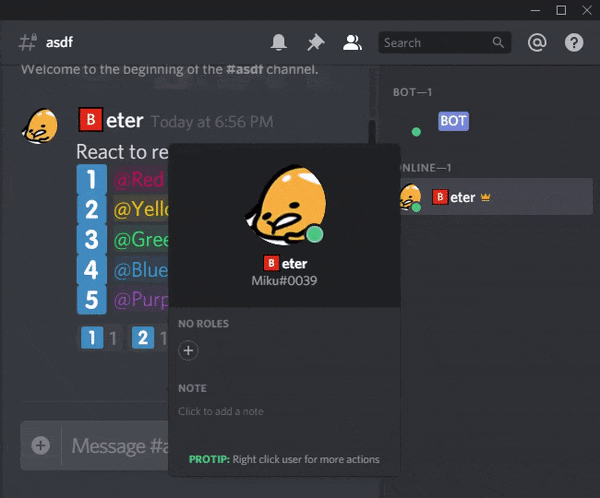 asdf
Search
Welcome to the beginning of the #asdf channel.
B eter Today at 6:56 PM
React to re
1 @Red
2 @Yello
3 @Gree
4 @Blue
5 @Purp
1 1 2 1
Message #a
B eter
Miku#0039
NO ROLES
NOTE
Click to add a note
PROTIP: Right click user for more actions
BOT—1
BOT
ONLINE—1
B eter